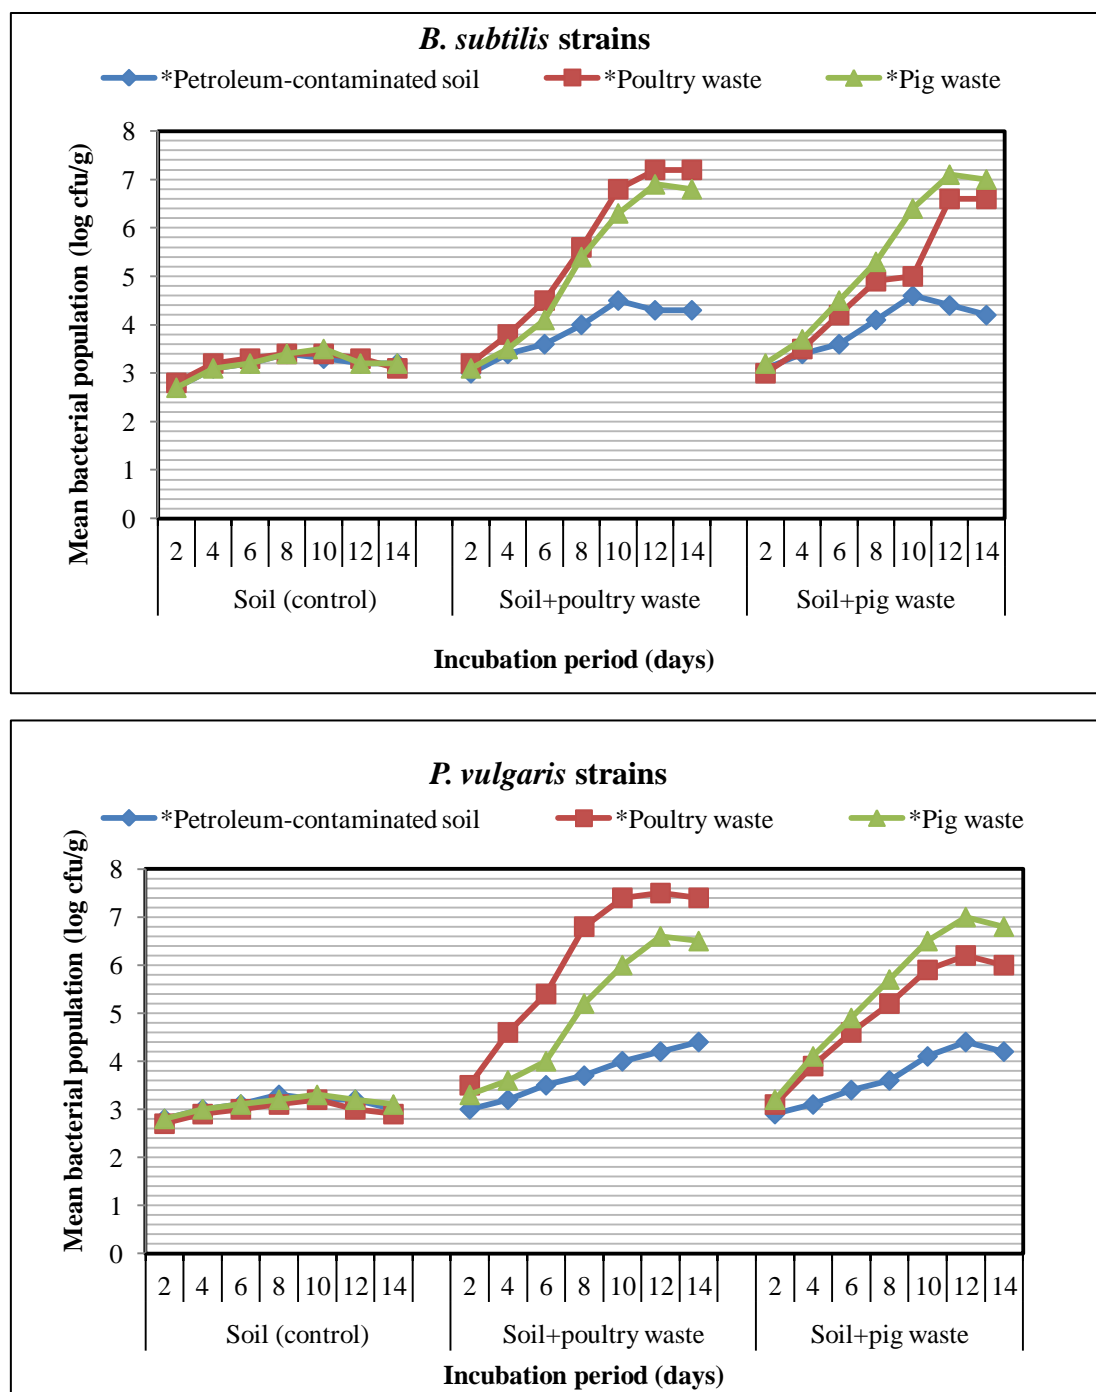 B. subtilis strains
*Petroleum-contaminated soil *Poultry waste *Pig waste
Mean bacterial population (log cfu/g)
8
7
6
5
4
3
2
1
0
2 4 6 8 10 12 14 2 4 6 8 10 12 14 2 4 6 8 10 12 14
Soil (control) Soil+poultry waste Soil+pig waste
Incubation period (days)
P. vulgaris strains
*Petroleum-contaminated soil *Poultry waste *Pig waste
Mean bacterial population (log cfu/g)
8
7
6
5
4
3
2
1
0
2 4 6 8 10 12 14 2 4 6 8 10 12 14 2 4 6 8 10 12 14
Soil (control) Soil+poultry waste Soil+pig waste
Incubation period (days)